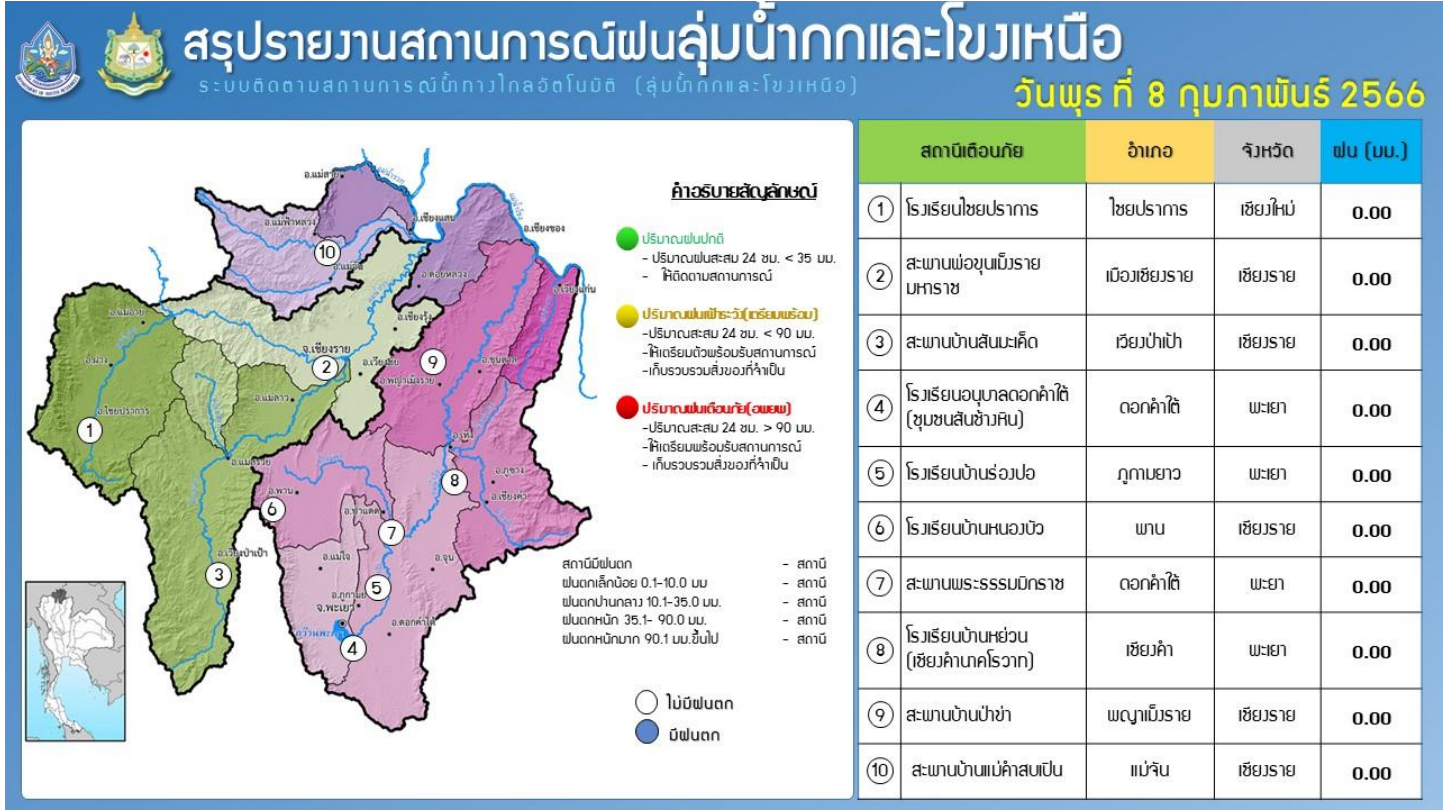 สรุปรายงานสถานการณ์ฝนลุ่มน้ำกกและโขงเหนือ
ระบบติดตามสถานการณ์น้ำทางไกลอัตโนมัติ (ลุ่มน้ำกกและโขงเหนือ)
วันพุธ ที่ 8 กุมภาพันธ์ 2566
อ.แม่สาย
อ.แม่ฟ้าหลวง
อ.เชียงแสน
อ.เชียงของ
10
อ.แม่จัน
อ.ดอยหลวง
อ.เวียงแก่น
อ.แม่อาย
อ.เชียงรุ้ง
อ.ฝาง
จ.เชียงราย
2
อ.เวียงชัย
9
อ.ขุนตาล
อ.พญาเม็งราย
อ.แม่ลาว
อ.ไชยปราการ
1
อ.เทิง
อ.แม่สรวย
8
อ.ภูซาง
อ.พาน
อ.เชียงคำ
6
อ.ป่าแดด
7
อ.เวียงป่าเป้า
อ.แม่ใจ
อ.จุน
3
5
จ.พะเยา
อ.ดอกคำใต้
4
คำอธิบายสัญลักษณ์
ปริมาณฝนปกติ
- ปริมาณฝนสะสม 24 ชม. < 35 มม.
- ให้ติดตามสถานการณ์
ปริมาณฝนเฝ้าระวัง(เตรียมพร้อม)
-ปริมาณสะสม 24 ชม. < 90 มม.
-ให้เตรียมตัวพร้อมรับสถานการณ์
-เก็บรวบรวมสิ่งของที่จำเป็น
ปริมาณฝนเตือนภัย(อพยพ)
-ปริมาณสะสม 24 ชม. > 90 มม.
-ให้เตรียมพร้อมรับสถานการณ์
- เก็บรวบรวมสิ่งของที่จำเป็น
สถานีมีฝนตก - สถานี
ฝนตกเล็กน้อย 0.1-10.0 มม - สถานี
ฝนตกปานกลาง 10.1-35.0 มม. - สถานี
ฝนตกหนัก 35.1- 90.0 มม. - สถานี
ฝนตกหนักมาก 90.1 มม.ขึ้นไป - สถานี
ไม่มีฝนตก
มีฝนตก
สถานีเตือนภัย อำเภอ จังหวัด ฝน (มม.)
1 โรงเรียนไชยปราการ ไชยปราการ เชียงใหม่ 0.00
2 สะพานพ่อขุนเม็งราย
มหาราช เมืองเชียงราย เชียงราย 0.00
3 สะพานบ้านสันมะเค็ด เวียงป่าเป้า เชียงราย 0.00
4 โรงเรียนอนุบาลดอกคำใต้
(ชุมชนสันช้างหิน) ดอกคำใต้ พะเยา 0.00
5 โรงเรียนบ้านร่องปอ ภูกามยาว พะเยา 0.00
6 โรงเรียนบ้านหนองบัว พาน เชียงราย 0.00
7 สะพานพระธรรมมิกราช ดอกคำใต้ พะยา 0.00
8 โรงเรียนบ้านหย่วน
(เชียงคำนาคโรวาท) เชียงคำ พะเยา 0.00
9 สะพานบ้านป่าข่า พญาเม็งราย เชียงราย 0.00
10 สะพานบ้านแม่คำสบเปิน แม่จัน เชียงราย 0.00